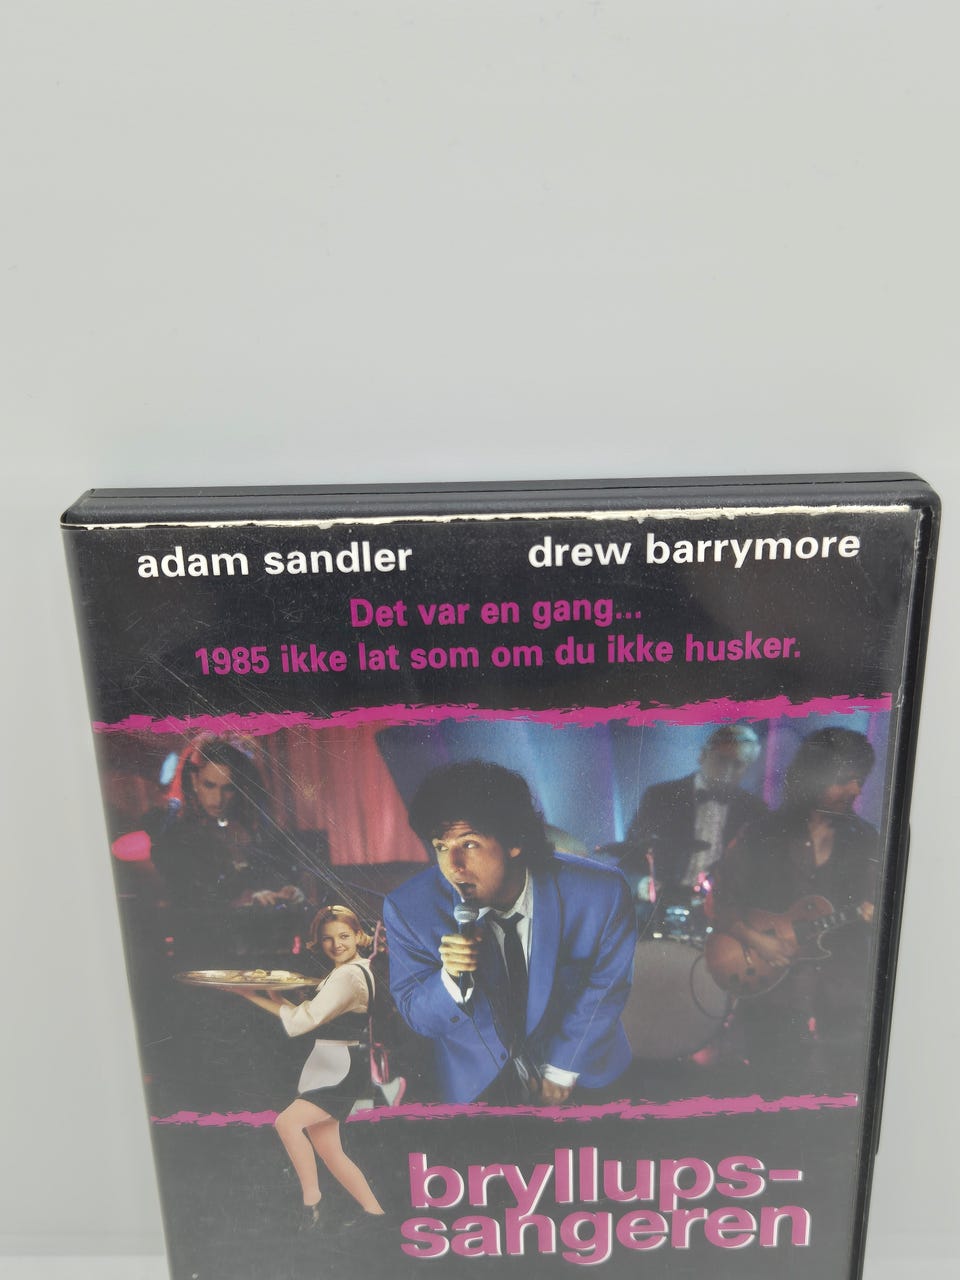 adam sandler
drew barrymore
Det var en gang...
1985 ikke lat som om du ikke husker.
bryllups-
sangeren